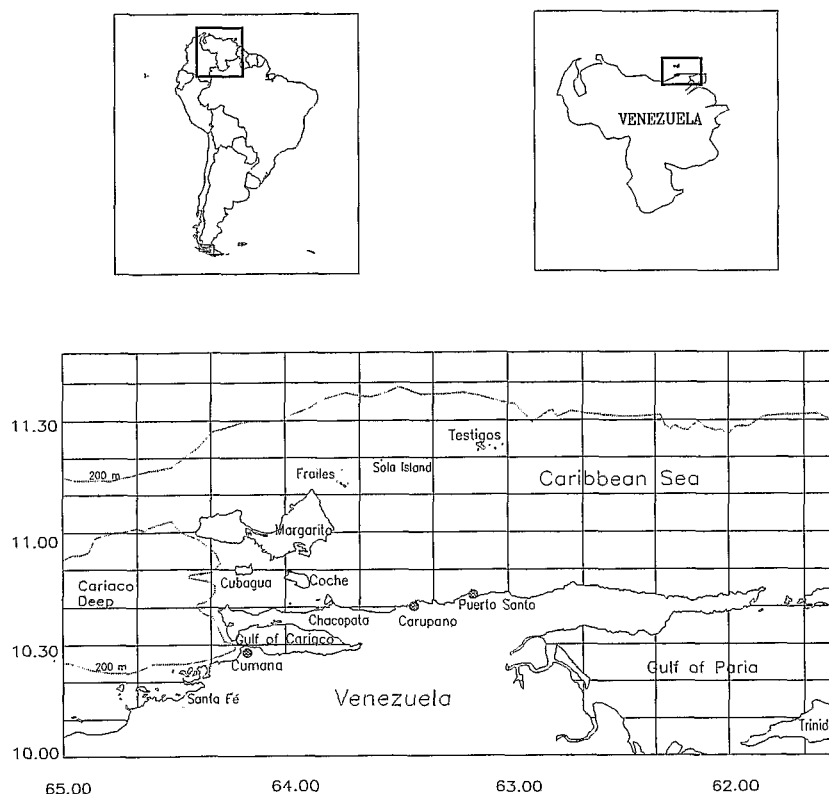 VENEZUELA
11.30
Testigos
200 m
Frailes
Sola Island
Caribbean Sea
11.00
Margarito
Cariaco
Deep
Cubagua
Coche
Chacopata
Carupano
Puerto Santo
10.30
Gulf of Cariaco
200 m
Cumana
Gulf of Paria
Santa Fé
Venezuela
Trinid
10.00
65.00
64.00
63.00
62.00